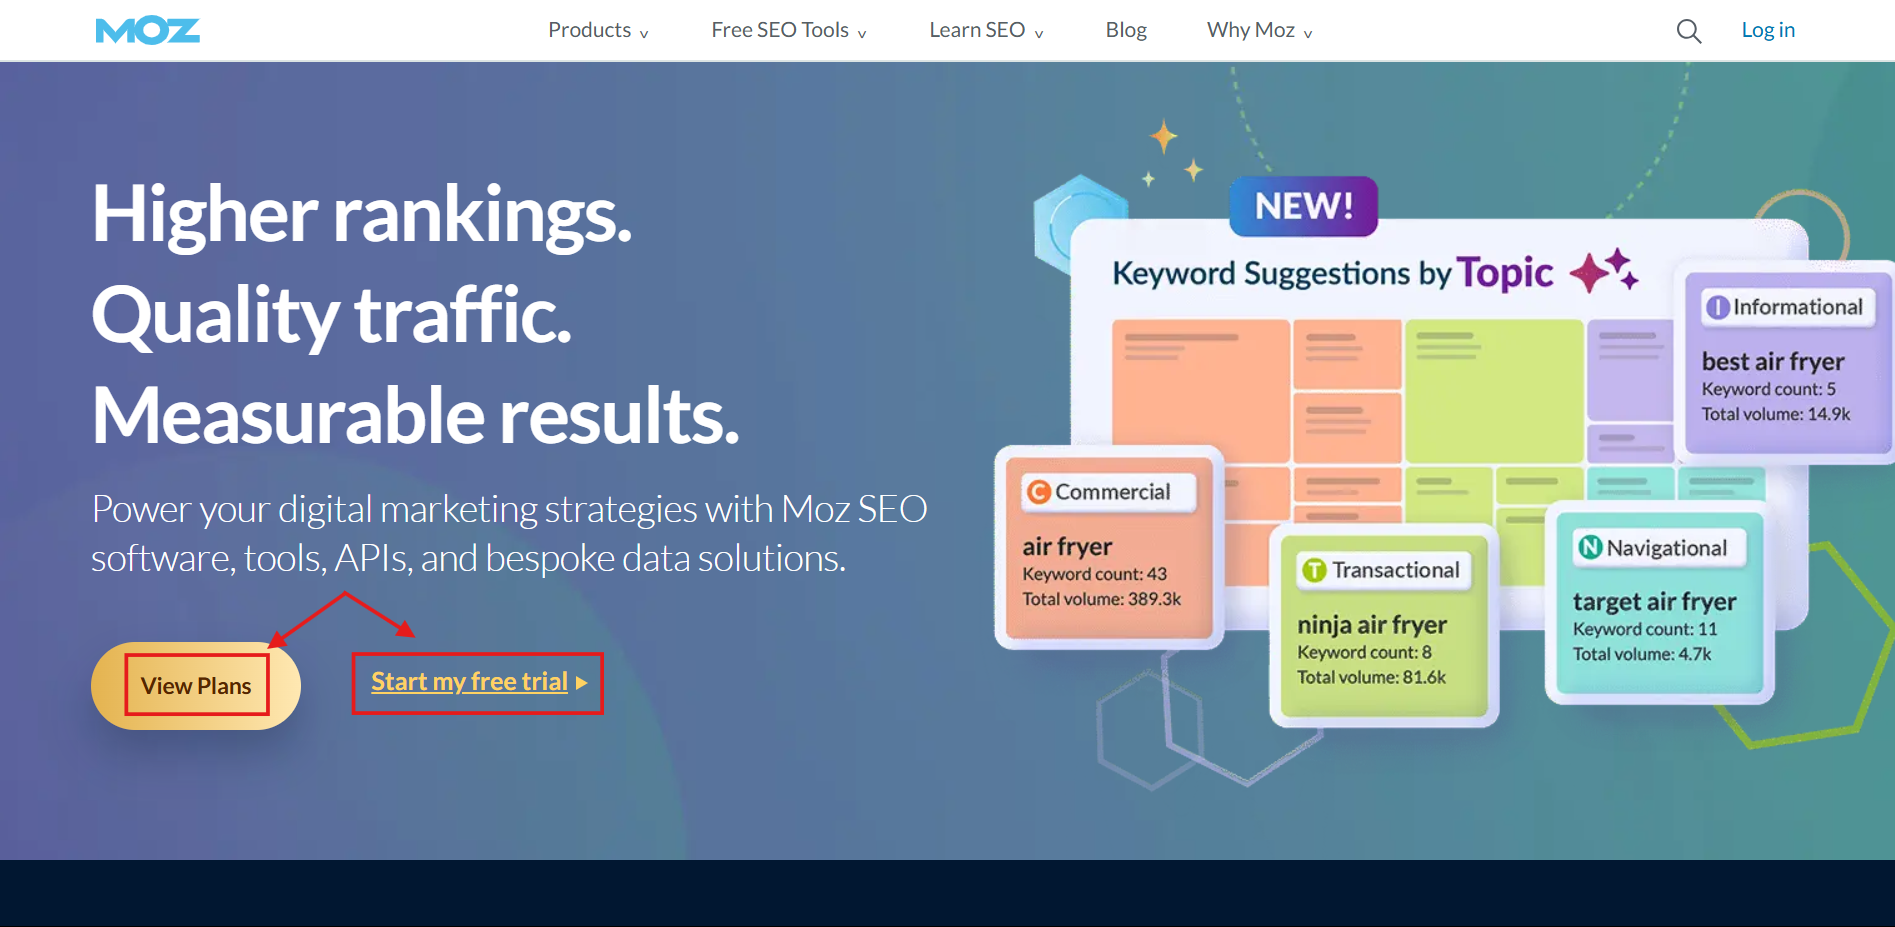 MOZ
Products
Free SEO Tools
Learn SEO
Blog
Why Moz
Log in
Higher rankings.
Quality traffic.
Measurable results.
Power your digital marketing strategies with Moz SEO
software, tools, APIs, and bespoke data solutions.
View Plans
Start my free trial
NEW!
Keyword Suggestions by Topic
I Informational
best air fryer
Keyword count: 5
Total volume: 14.9k
C Commercial
air fryer
Keyword count: 43
Total volume: 389.3k
T Transactional
ninja air fryer
Keyword count: 8
Total volume: 81.6k
N Navigational
target air fryer
Keyword count: 11
Total volume: 4.7k